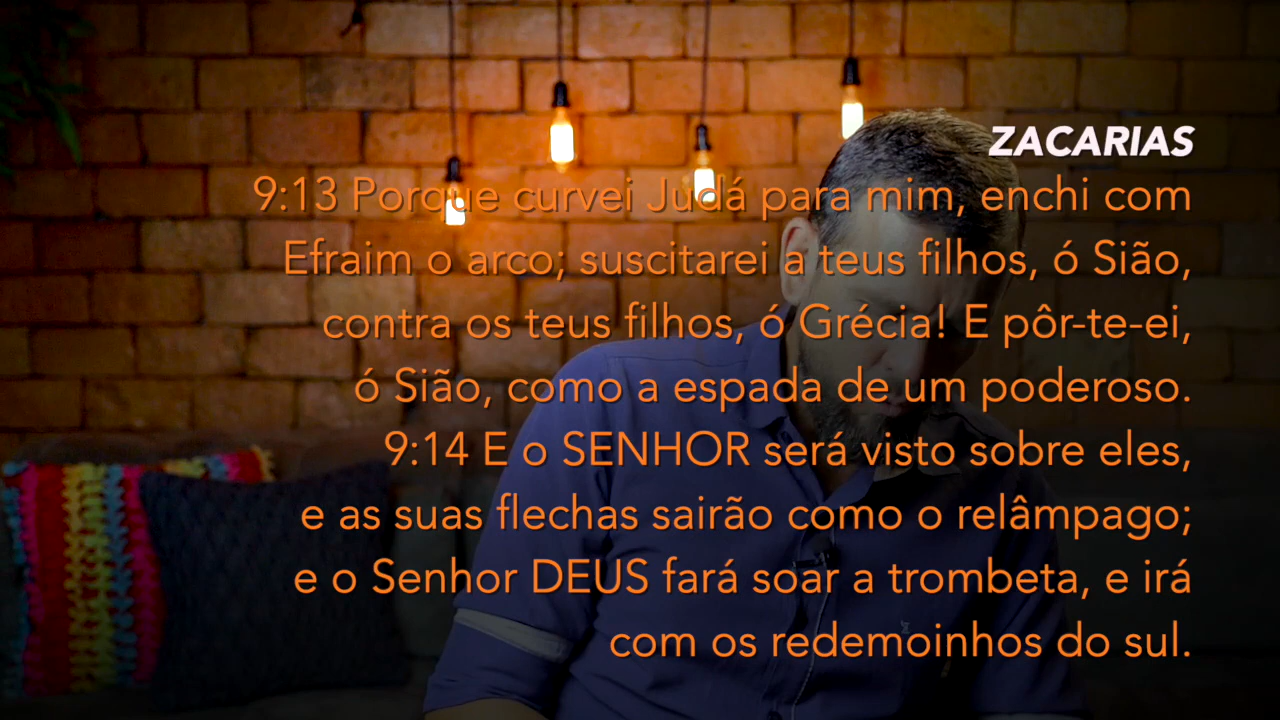 ZACARIAS
9:13 Porque curvei Judá para mim, enchi com
Efraim o arco; suscitarei a teus filhos, ó Sião,
contra os teus filhos, ó Grécia! E pôr-te-ei,
ó Sião, como a espada de um poderoso.
9:14 E o SENHOR será visto sobre eles,
e as suas flechas sairão como o relâmpago;
e o Senhor DEUS fará soar a trombeta, e irá
com os redemoinhos do sul.